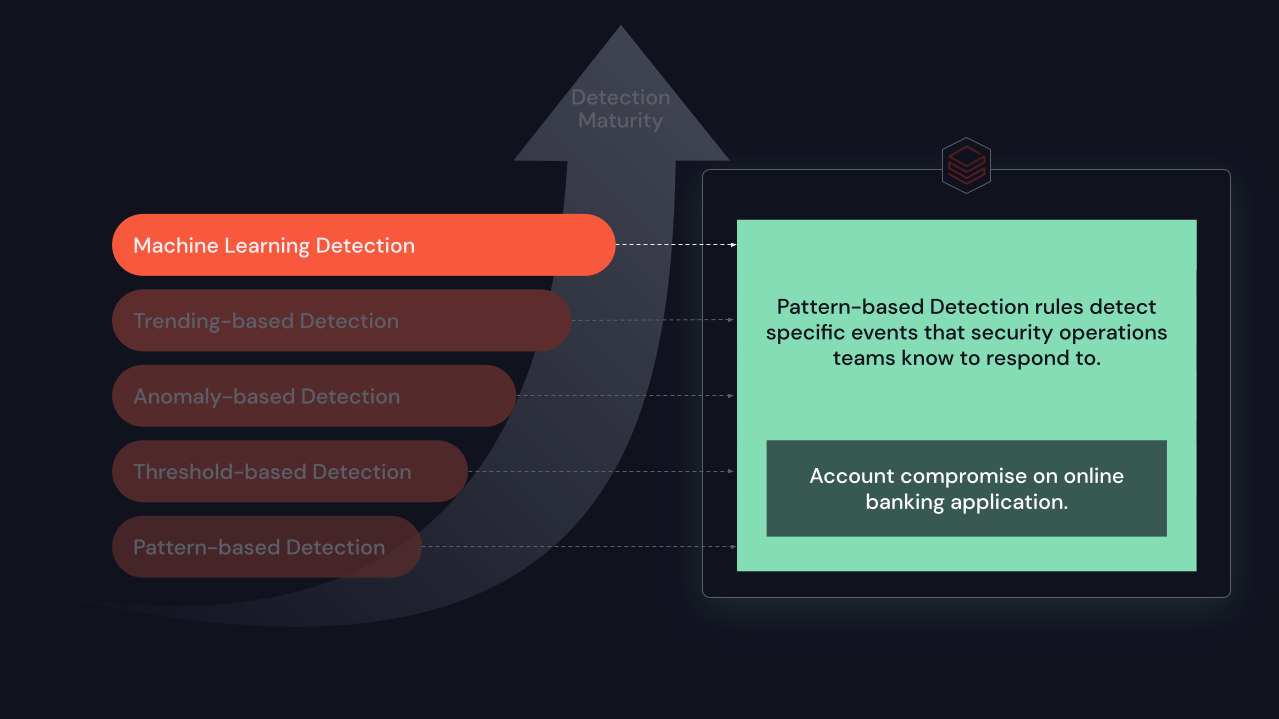 Detection
Maturity
Machine Learning Detection
Trending-based Detection
Anomaly-based Detection
Threshold-based Detection
Pattern-based Detection
Pattern-based Detection rules detect
specific events that security operations
teams know to respond to.
Account compromise on online
banking application.